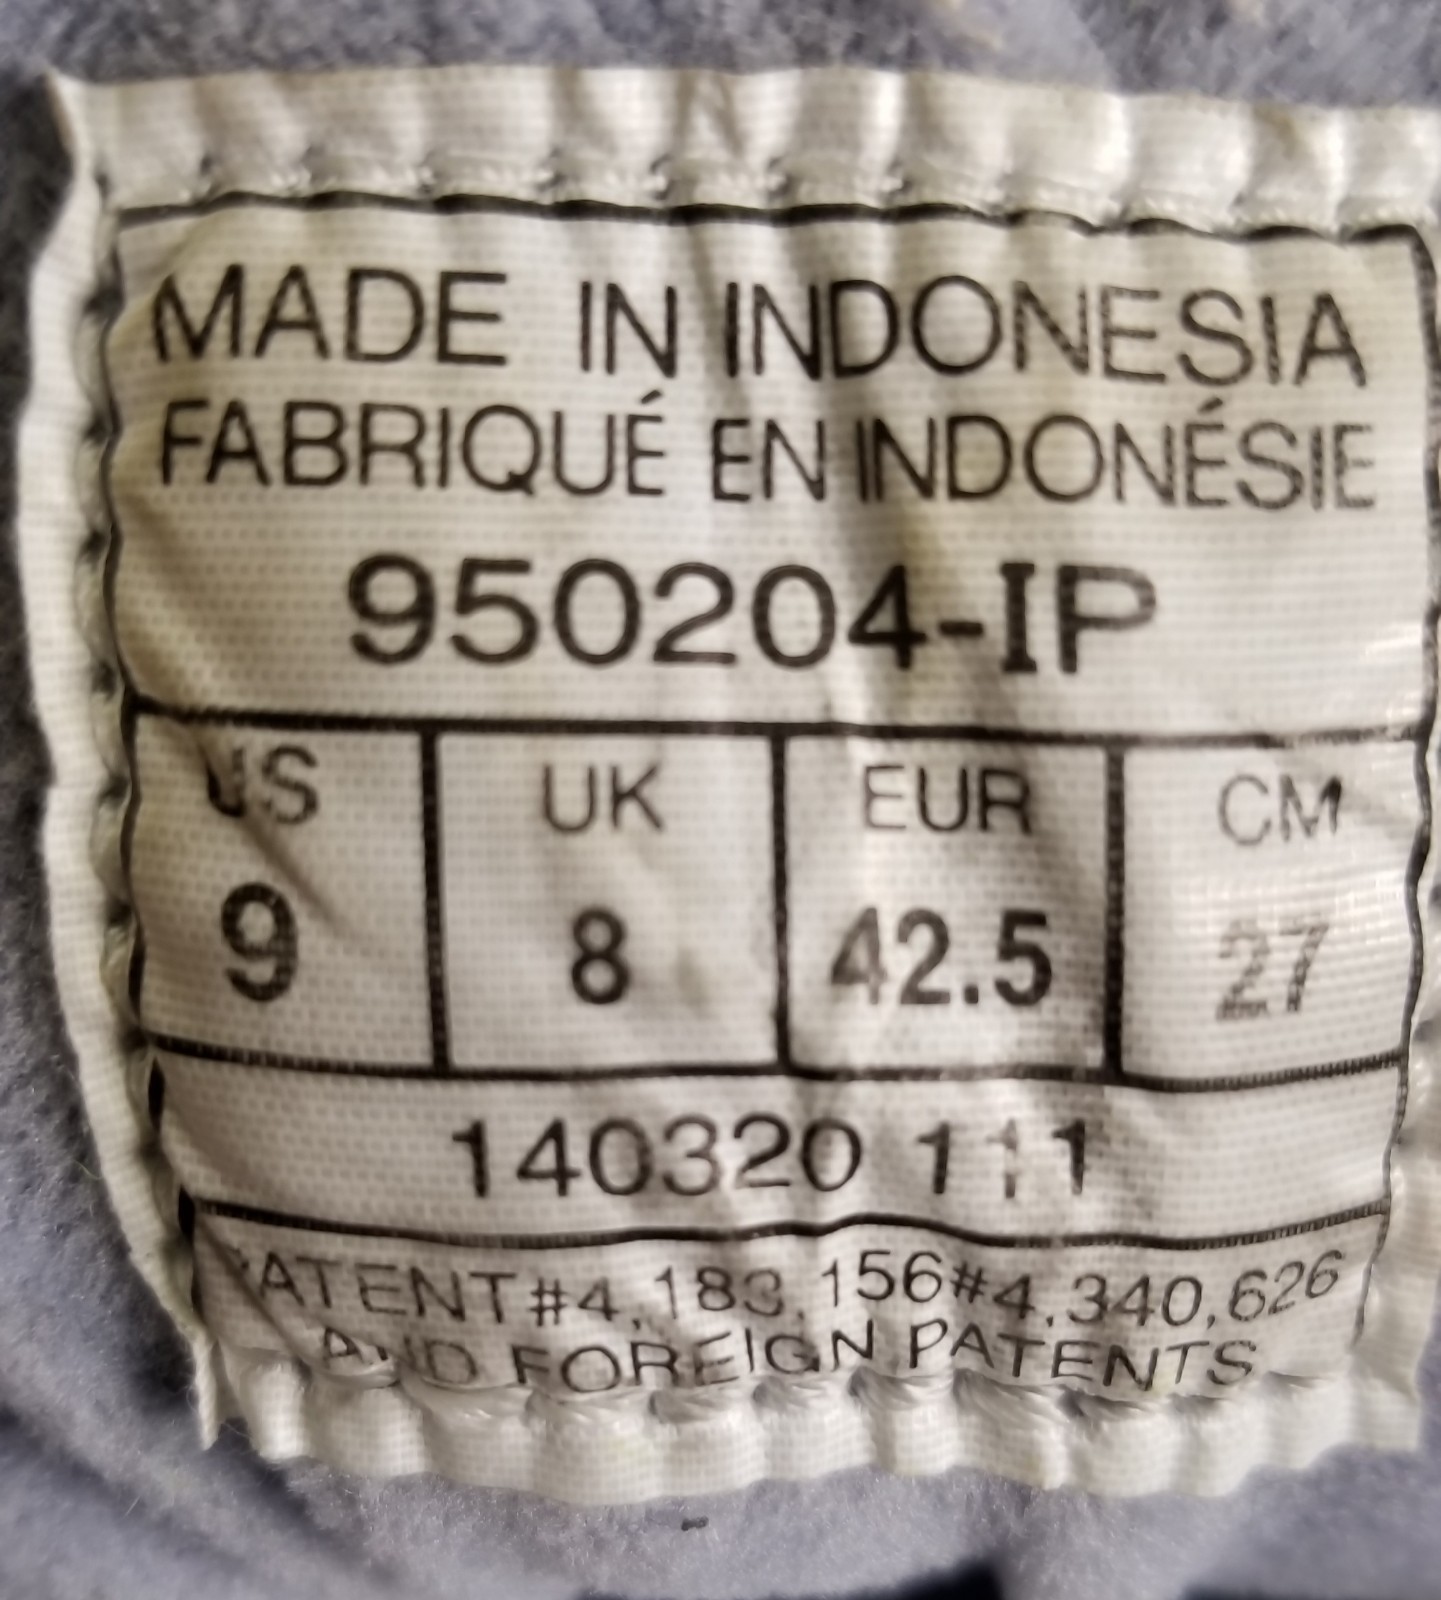 MADE IN INDONESIA
FABRIQUÉ EN INDONÉSIE
950204-IP
US UK EUR CM
9 8 42.5 27
140320 111
PATENT#4,183,156#4,340,626
AND FOREIGN PATENTS